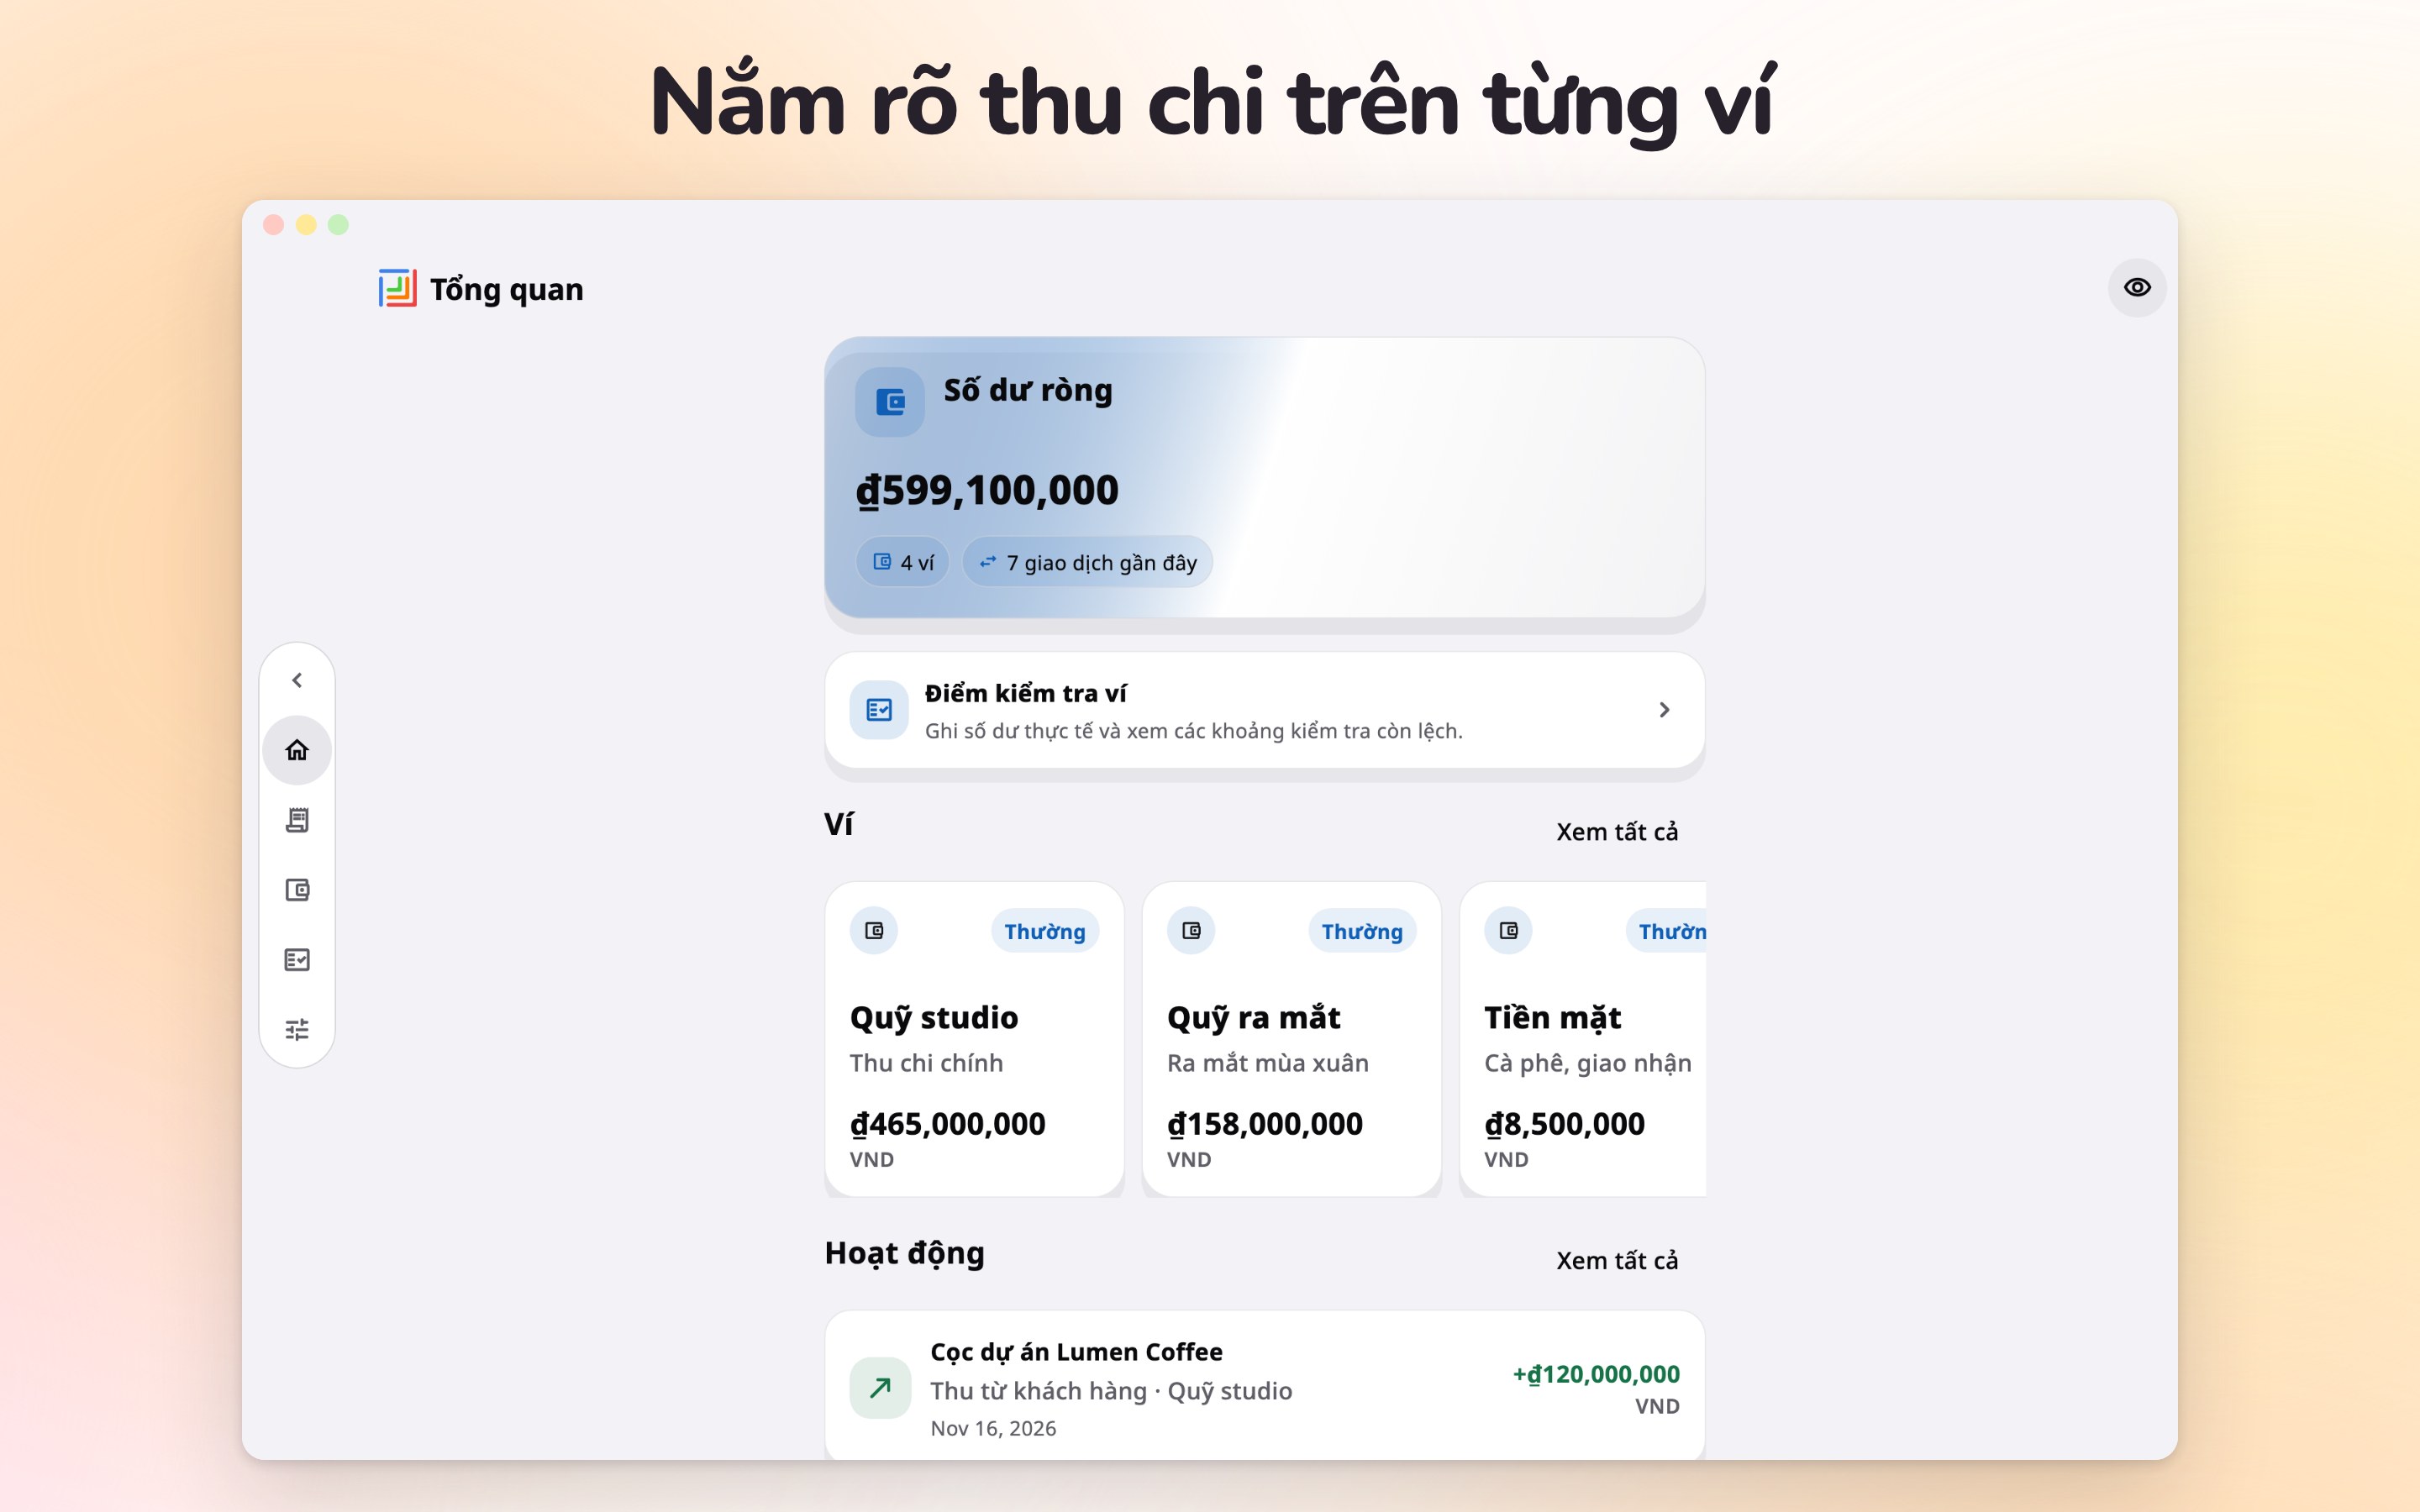 Nắm rõ thu chi trên từng ví
Tổng quan
Số dư ròng
₫599,100,000
4 ví
7 giao dịch gần đây
Điểm kiểm tra ví
Ghi số dư thực tế và xem các khoảng kiểm tra còn lệch.
Ví
Xem tất cả
Thường
Thường
Thườn
Quỹ studio
Quỹ ra mắt
Tiền mặt
Thu chi chính
Ra mắt mùa xuân
Cà phê, giao nhận
₫465,000,000
₫158,000,000
₫8,500,000
VND
VND
VND
Hoạt động
Xem tất cả
Cọc dự án Lumen Coffee
Thu từ khách hàng · Quỹ studio
Nov 16, 2026
+₫120,000,000
VND